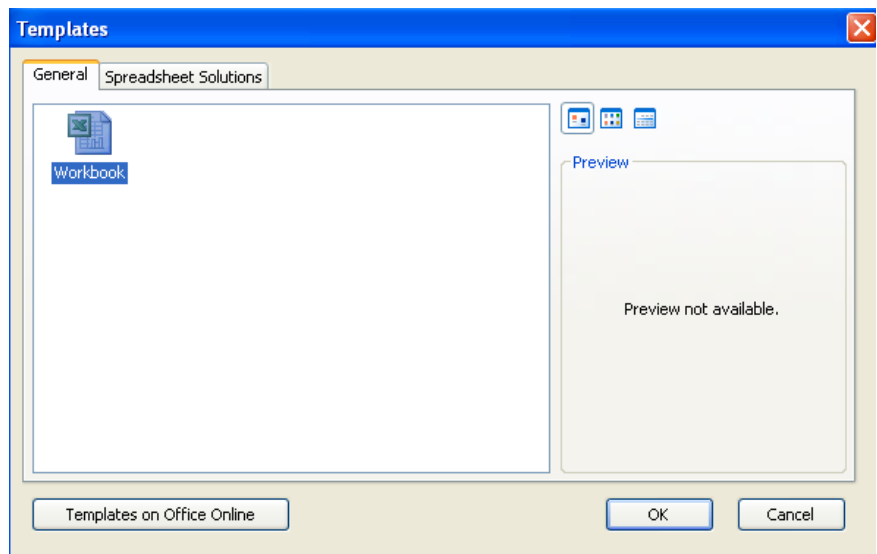 Templates
General
Spreadsheet Solutions
Workbook
Preview
Preview not available.
Templates on Office Online
OK
Cancel